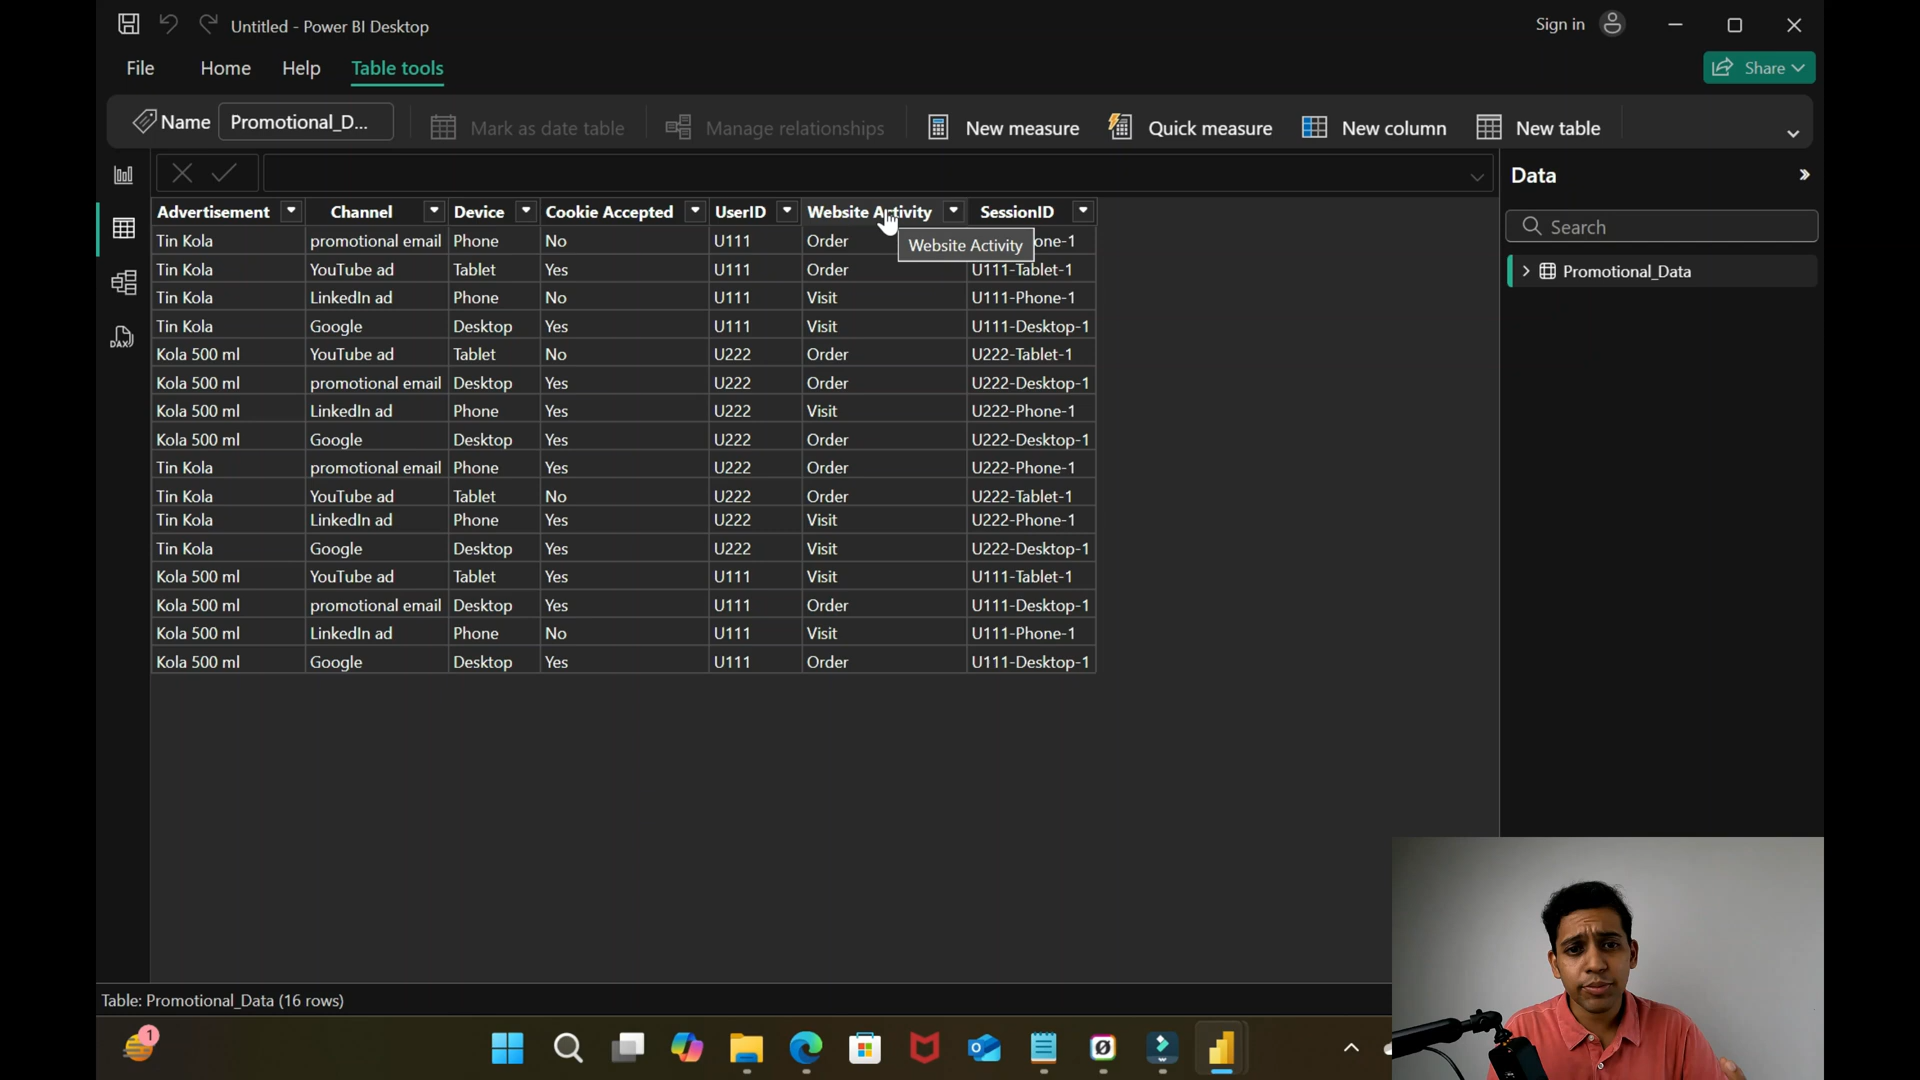 Untitled - Power BI Desktop
Sign in
File Home Help Table tools
Share
Name Promotional_D... Mark as date table Manage relationships New measure Quick measure New column New table
Data
Search
Promotional_Data
Advertisement Channel Device Cookie Accepted UserID Website Activity SessionID
Tin Kola promotional email Phone No U111 Order one-1
Website Activity
Tin Kola YouTube ad Tablet Yes U111 Order U111-Tablet-1
Tin Kola LinkedIn ad Phone No U111 Visit U111-Phone-1
Tin Kola Google Desktop Yes U111 Visit U111-Desktop-1
Kola 500 ml YouTube ad Tablet No U222 Order U222-Tablet-1
Kola 500 ml promotional email Desktop Yes U222 Order U222-Desktop-1
Kola 500 ml LinkedIn ad Phone Yes U222 Visit U222-Phone-1
Kola 500 ml Google Desktop Yes U222 Order U222-Desktop-1
Tin Kola promotional email Phone Yes U222 Order U222-Phone-1
Tin Kola YouTube ad Tablet No U222 Order U222-Tablet-1
Tin Kola LinkedIn ad Phone Yes U222 Visit U222-Phone-1
Tin Kola Google Desktop Yes U222 Visit U222-Desktop-1
Kola 500 ml YouTube ad Tablet Yes U111 Visit U111-Tablet-1
Kola 500 ml promotional email Desktop Yes U111 Order U111-Desktop-1
Kola 500 ml LinkedIn ad Phone No U111 Visit U111-Phone-1
Kola 500 ml Google Desktop Yes U111 Order U111-Desktop-1
DAX
Table: Promotional_Data (16 rows)
1